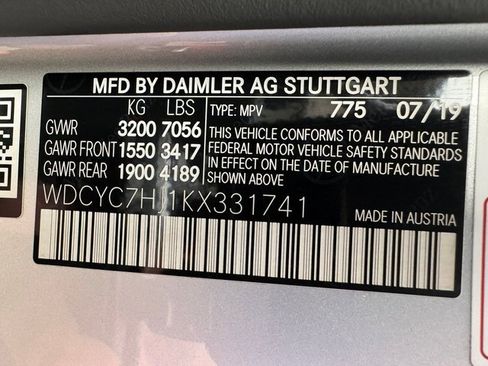 MFD BY DAIMLER AG STUTTGART
KG LBS TYPE: MPV 775 07/19
GVWR 3200 7056 THIS VEHICLE CONFORMS TO ALL APPLICABLE
GAWR FRONT 1550 3417 FEDERAL MOTOR VEHICLE SAFETY STANDARDS
GAWR REAR 1900 4189 IN EFFECT ON THE DATE OF MANUFACTURE
SHOWN ABOVE
WDCYC7HJ1KX331741 MADE IN AUSTRIA